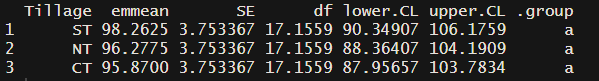 Tillage emmean SE df lower.CL upper.CL .group
1 ST 98.2625 3.753367 17.1559 90.34907 106.1759 a
2 NT 96.2775 3.753367 17.1559 88.36407 104.1909 a
3 CT 95.8700 3.753367 17.1559 87.95657 103.7834 a